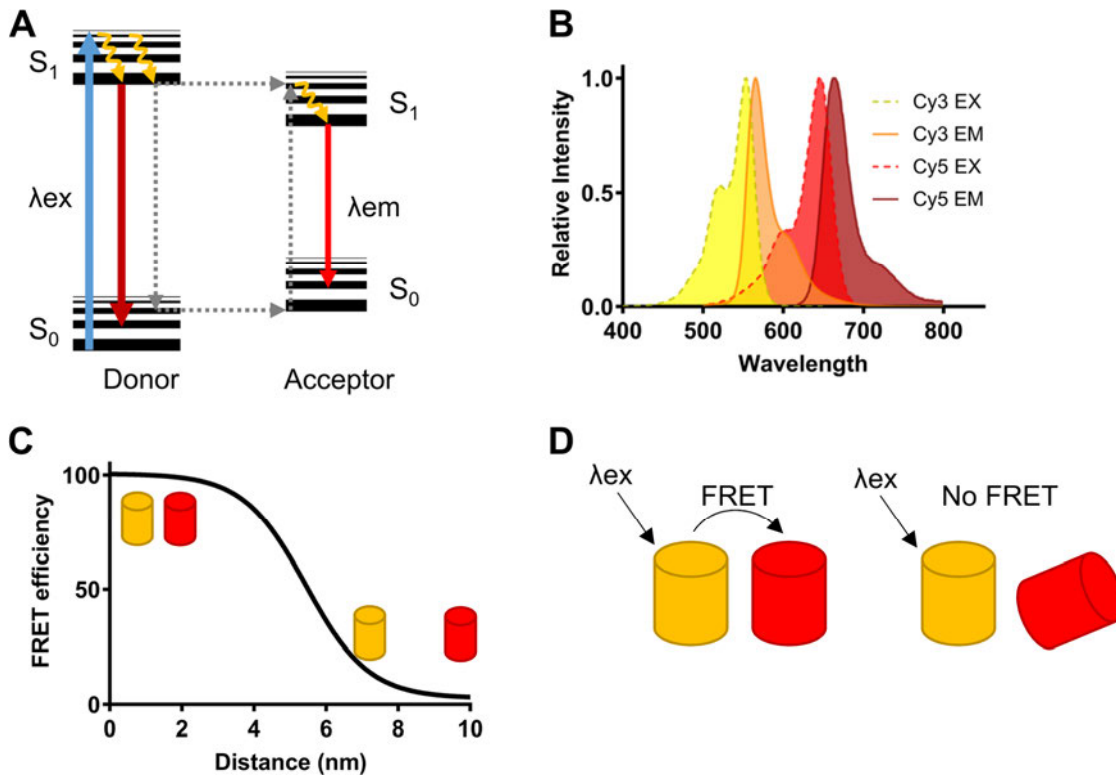 A
S1
λex
S0
Donor
S1
λem
S0
Acceptor
B
Relative Intensity
1.0
0.5
0.0
400
500
600
700
800
Wavelength
Cy3 EX
Cy3 EM
Cy5 EX
Cy5 EM
C
FRET efficiency
100
50
0
0
2
4
6
8
10
Distance (nm)
D
λex
FRET
λex
No FRET